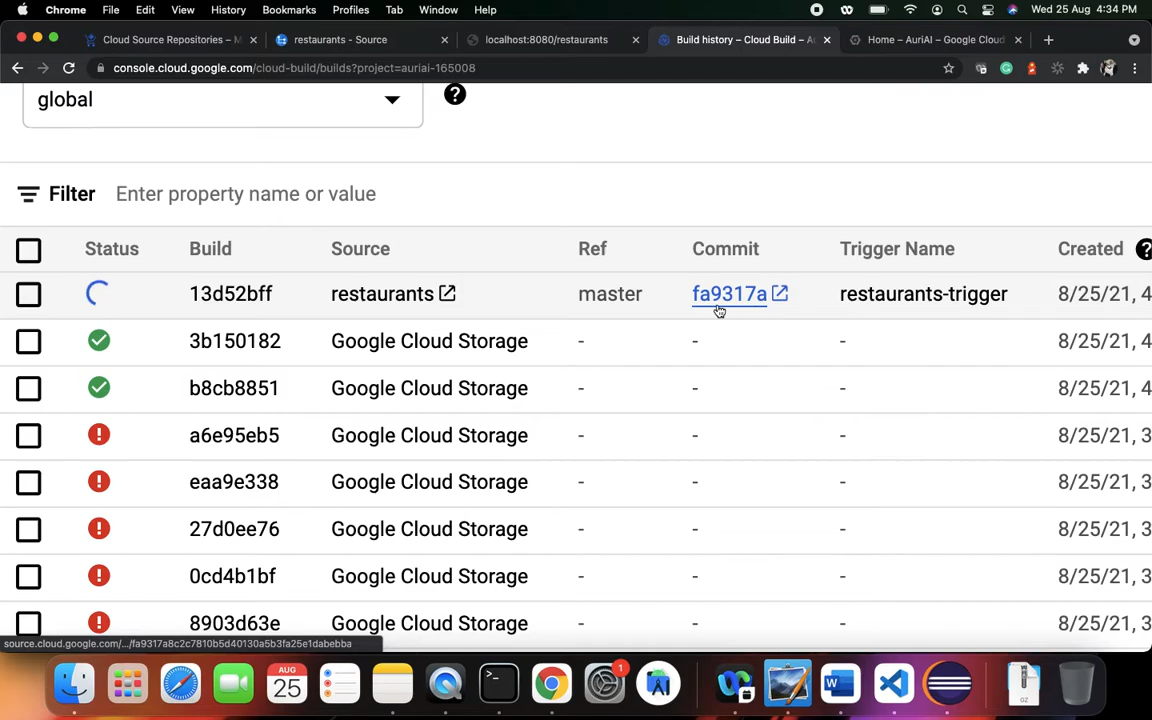 Chrome File Edit View History Bookmarks Profiles Tab Window Help Wed 25 Aug 4:34 PM
Cloud Source Repositories – M restaurants - Source localhost:8080/restaurants Build history – Cloud Build – A Home – AuriAI – Google Cloud
console.cloud.google.com/cloud-build/builds?project=auriai-165008
global ?
Filter Enter property name or value
Status Build Source Ref Commit Trigger Name Created ?
13d52bff restaurants master fa9317a restaurants-trigger 8/25/21, 4
3b150182 Google Cloud Storage - - - 8/25/21, 4
b8cb8851 Google Cloud Storage - - - 8/25/21, 4
a6e95eb5 Google Cloud Storage - - - 8/25/21, 3
eaa9e338 Google Cloud Storage - - - 8/25/21, 3
27d0ee76 Google Cloud Storage - - - 8/25/21, 3
0cd4b1bf Google Cloud Storage - - - 8/25/21, 3
8903d63e Google Cloud Storage - - - 8/25/21, 3
source.cloud.google.com/.../fa9317a8c2c7810b5d40130a5b3fa25e1dabebba
AUG
25
1